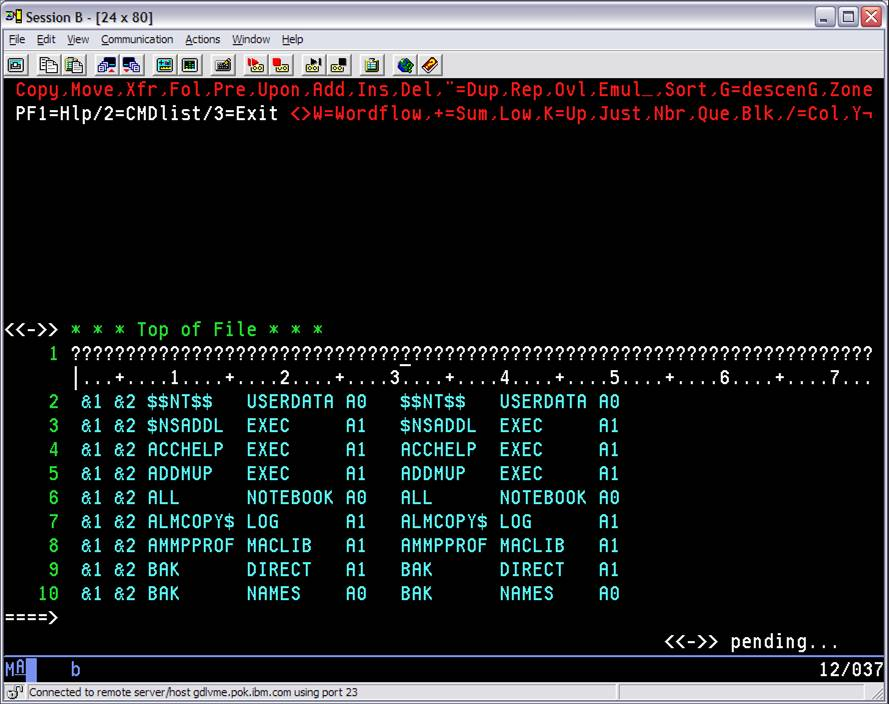 Session B - [24 x 80]
File Edit View Communication Actions Window Help
Copy,Move,Xfr,Fol,Pre,Upon,Add,Ins,Del,"=Dup,Rep,Ovl,Emul_,Sort,G=descenG,Zone
PF1=Hlp/2=CMDlist/3=Exit <>W=Wordflow,+=Sum,Low,K=Up,Just,Nbr,Que,Blk,/=Col,Y¬
<<->> * * * Top of File * * *
1 ?????????????????????????????????????????????????????????????????????????
|...+....1....+....2....+....3....+....4....+....5....+....6....+....7...
2 &1 &2 $$NT$$ USERDATA A0 $$NT$$ USERDATA A0
3 &1 &2 $NSADDL EXEC A1 $NSADDL EXEC A1
4 &1 &2 ACCHELP EXEC A1 ACCHELP EXEC A1
5 &1 &2 ADDMUP EXEC A1 ADDMUP EXEC A1
6 &1 &2 ALL NOTEBOOK A0 ALL NOTEBOOK A0
7 &1 &2 ALMCOPY$ LOG A1 ALMCOPY$ LOG A1
8 &1 &2 AMMPPROF MACLIB A1 AMMPPROF MACLIB A1
9 &1 &2 BAK DIRECT A1 BAK DIRECT A1
10 &1 &2 BAK NAMES A0 BAK NAMES A0
====>
<<->> pending...
MA b 12/037
Connected to remote server/host gdlvme.pok.ibm.com using port 23